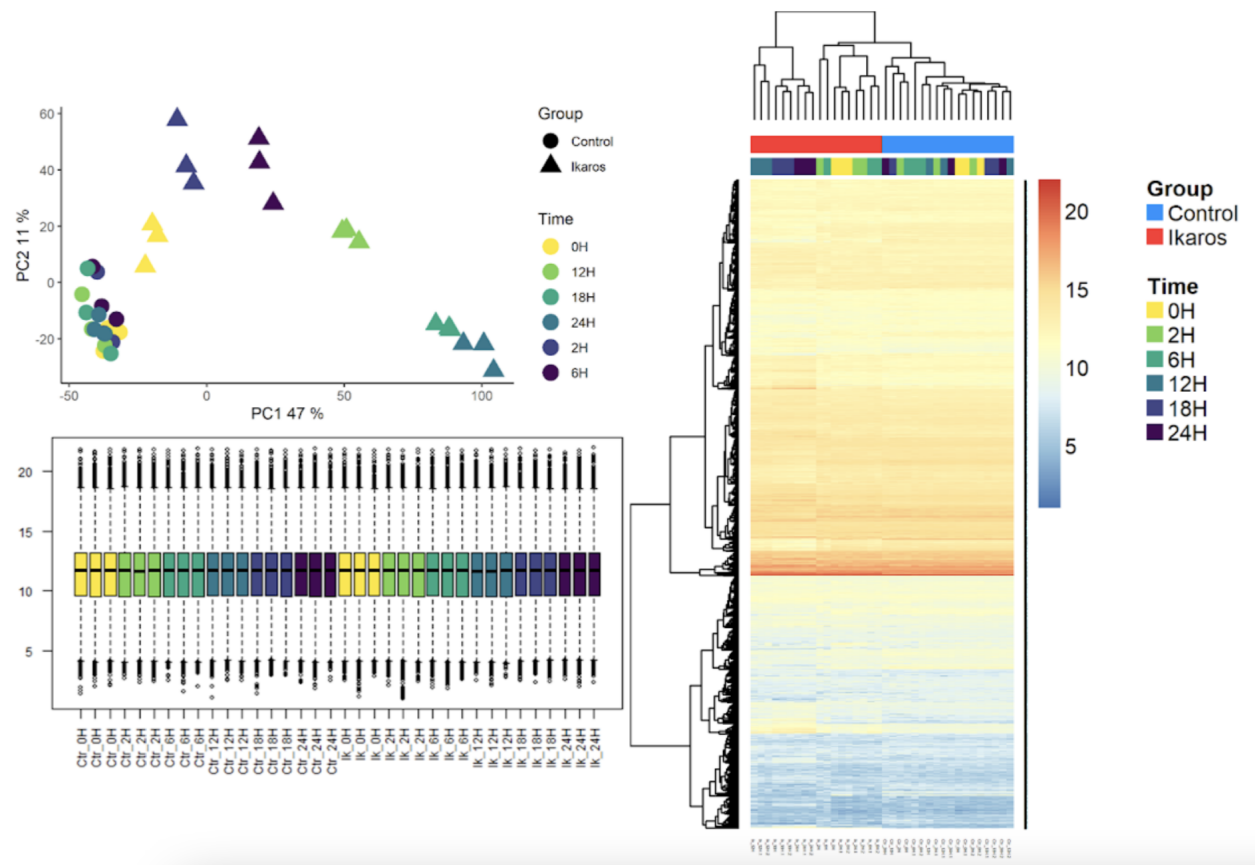 60
40
20
0
-20
PC2 11 %
-50
0
50
100
PC1 47 %
Group
Control
Ikaros
Time
0H
12H
18H
24H
2H
6H
20
15
10
5
Ctr_0H
Ctr_0H
Ctr_0H
Ctr_2H
Ctr_2H
Ctr_2H
Ctr_6H
Ctr_6H
Ctr_6H
Ctr_12H
Ctr_12H
Ctr_12H
Ctr_18H
Ctr_18H
Ctr_18H
Ctr_24H
Ctr_24H
Ctr_24H
Ik_0H
Ik_0H
Ik_0H
Ik_2H
Ik_2H
Ik_2H
Ik_6H
Ik_6H
Ik_6H
Ik_12H
Ik_12H
Ik_12H
Ik_18H
Ik_18H
Ik_18H
Ik_24H
Ik_24H
Ik_24H
20
15
10
5
Group
Control
Ikaros
Time
0H
2H
6H
12H
18H
24H